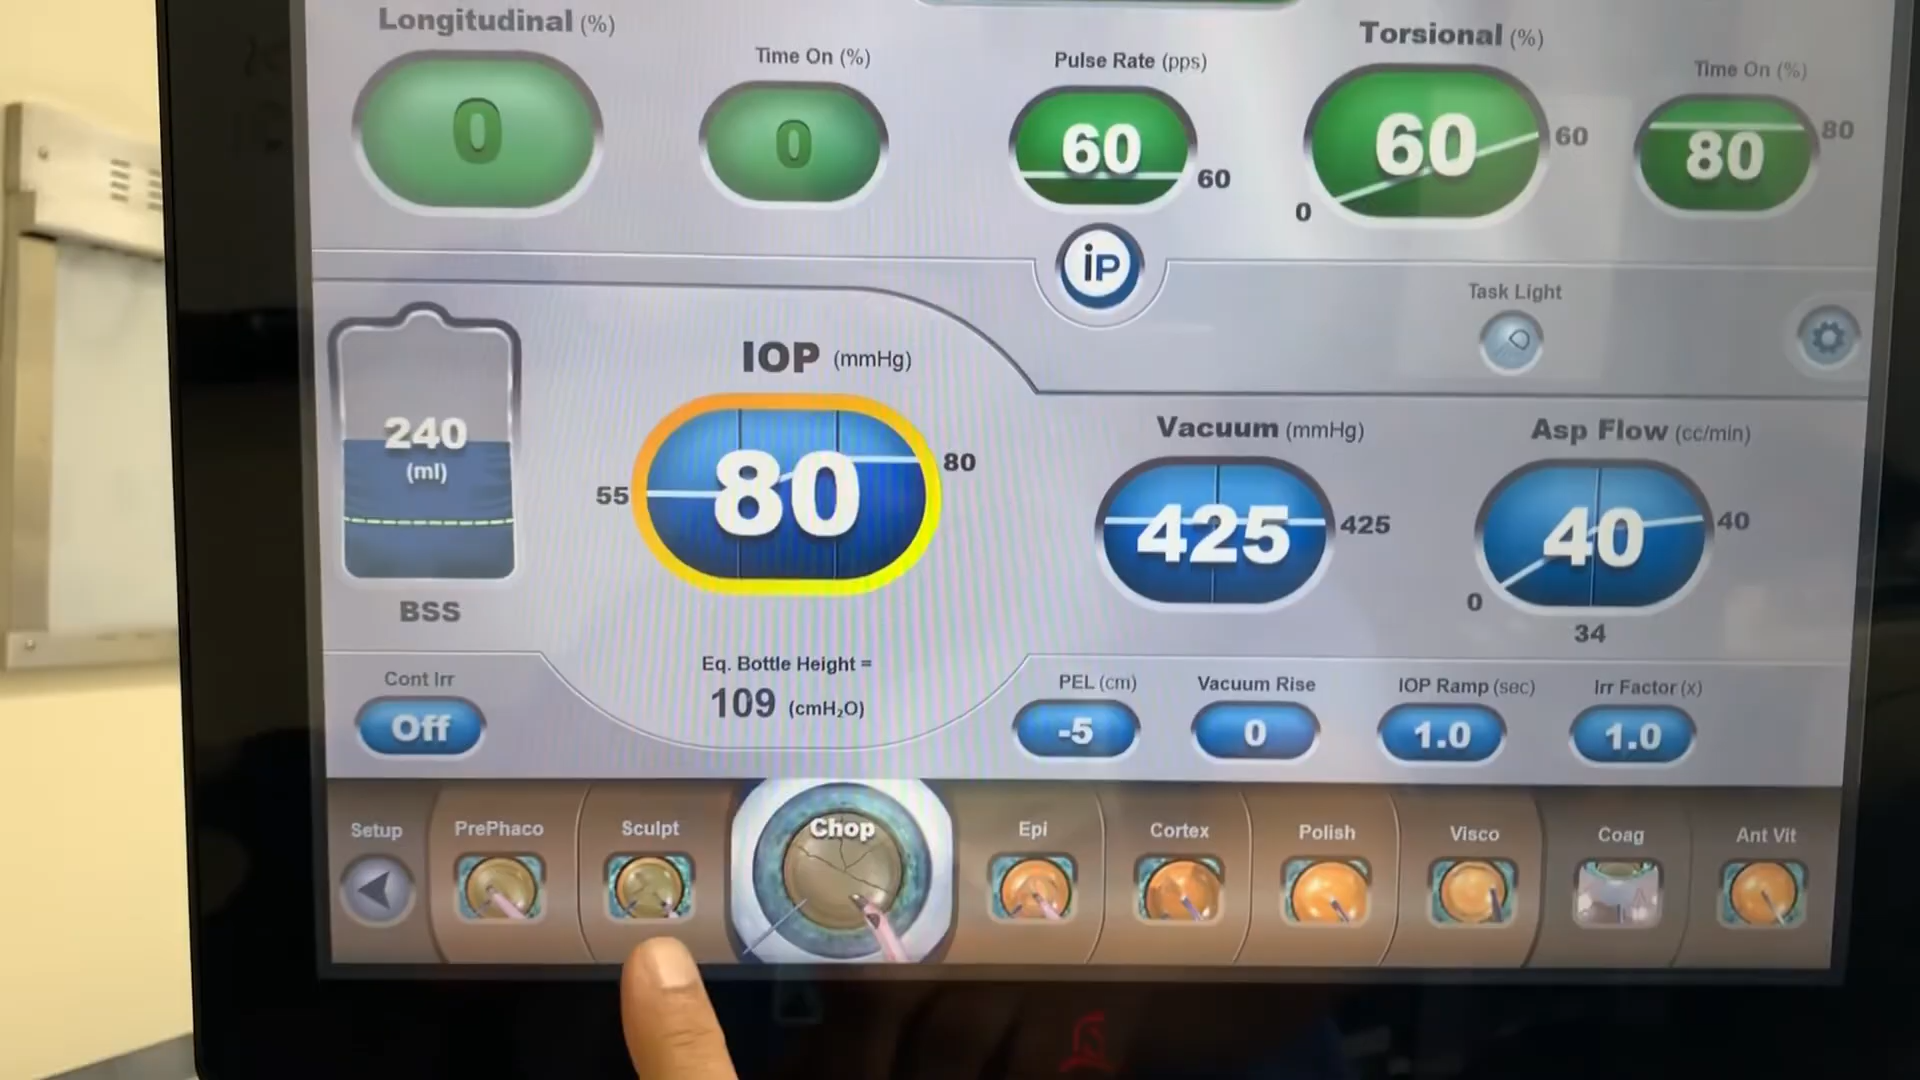 Longitudinal (%)
Time On (%)
Pulse Rate (pps)
Torsional (%)
Time On (%)
0
0
60
60
60
60
0
80
80
iP
Task Light
IOP (mmHg)
240
(ml)
BSS
55
80
80
Vacuum (mmHg)
425
425
Asp Flow (cc/min)
40
40
0
34
Eq. Bottle Height =
109 (cmH₂O)
Cont Irr
Off
PEL (cm)
-5
Vacuum Rise
0
IOP Ramp (sec)
1.0
Irr Factor (x)
1.0
Setup
PrePhaco
Sculpt
Chop
Epi
Cortex
Polish
Visco
Coag
Ant Vit